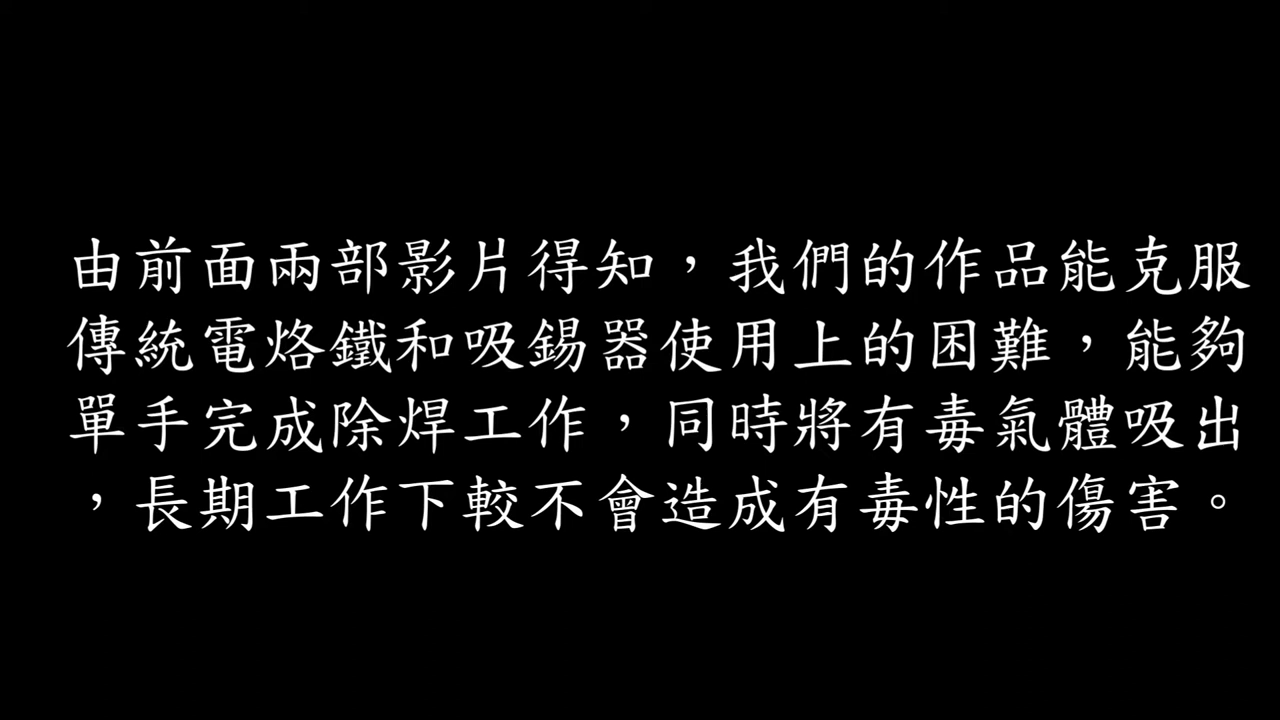 由前面兩部影片得知，我們的作品能克服
傳統電烙鐵和吸錫器使用上的困難，能夠
單手完成除焊工作，同時將有毒氣體吸出
，長期工作下較不會造成有毒性的傷害。